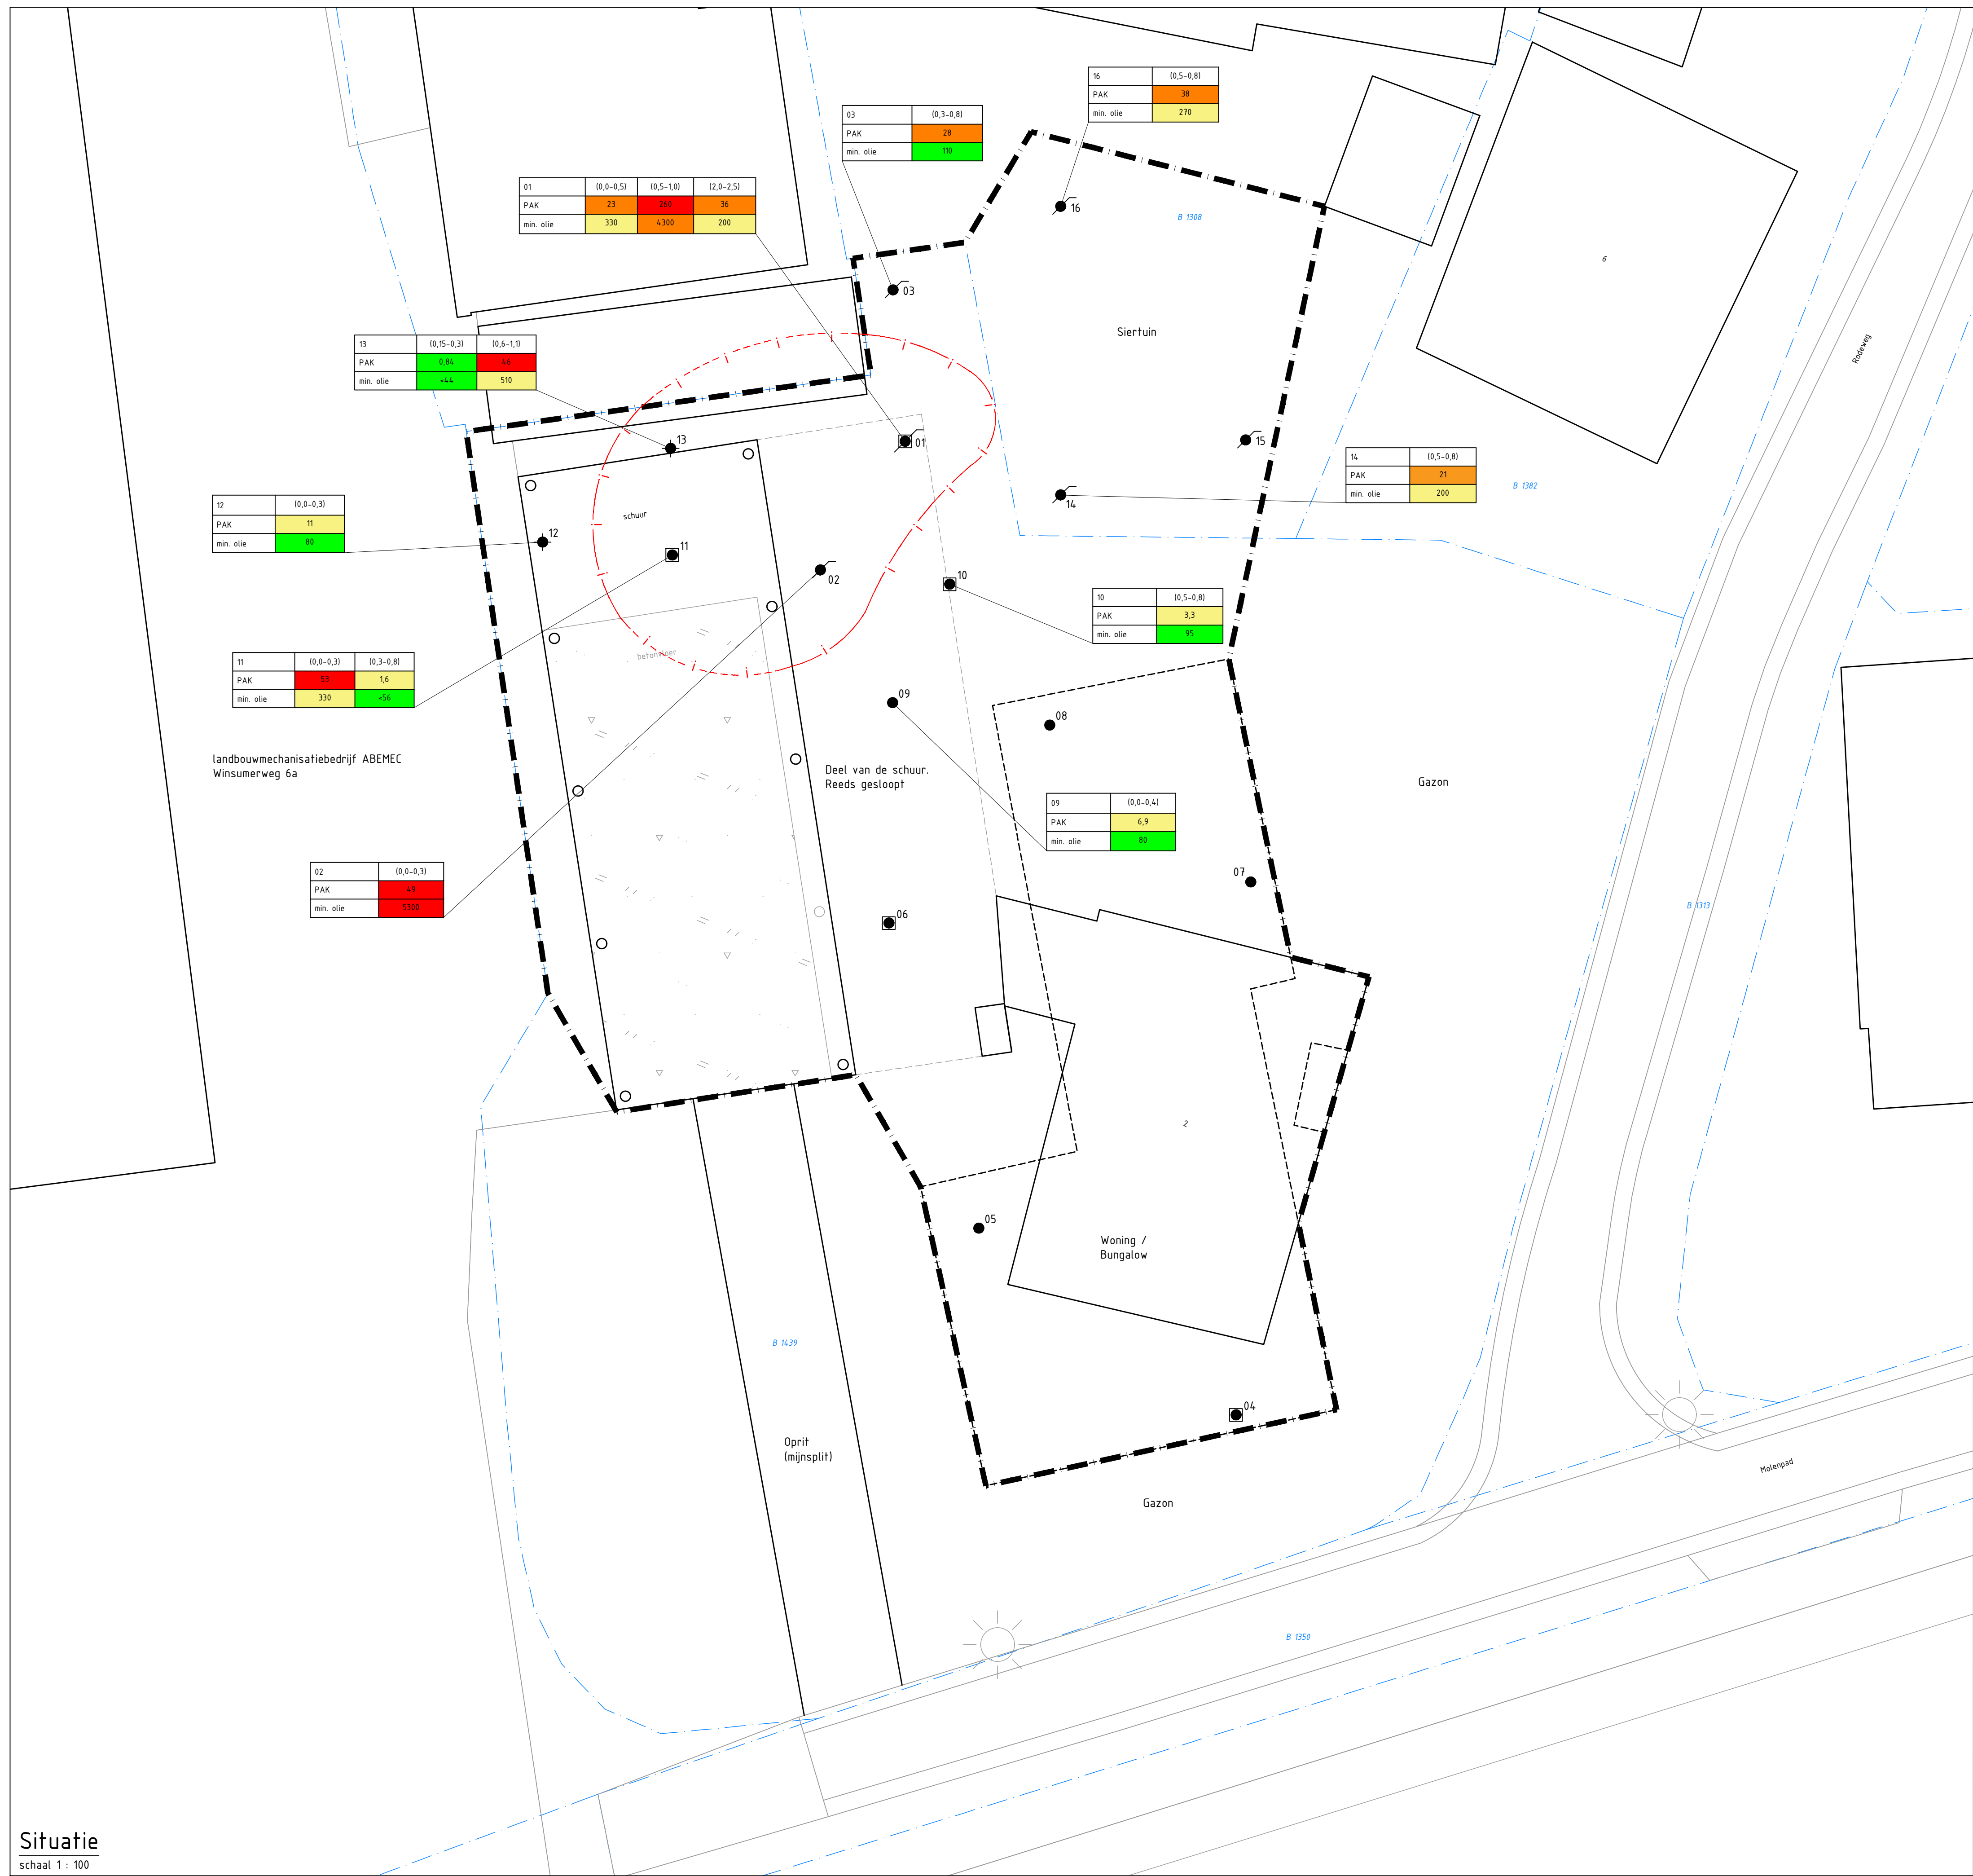 16 (0,5-0,8)
PAK 38
min. olie 270
03 (0,3-0,8)
PAK 28
min. olie 110
01 (0,0-0,5) (0,5-1,0) (2,0-2,5)
PAK 23 260 36
min. olie 330 4300 200
16
B 1308
6
03
Siertuin
Rodeweg
13 (0,15-0,3) (0,6-1,1)
PAK 0,84 46
min. olie <44 510
13
01
15
14 (0,5-0,8)
PAK 21
min. olie 200
B 1382
14
12 (0,0-0,3)
PAK 11
min. olie 80
schuur
12
11
02
10
10 (0,5-0,8)
PAK 3,3
min. olie 95
betonvloer
11 (0,0-0,3) (0,3-0,8)
PAK 53 1,6
min. olie 330 <56
09
08
landbouwmechanisatiebedrijf ABEMEC
Winsumerweg 6a
Deel van de schuur.
Reeds gesloopt
Gazon
09 (0,0-0,4)
PAK 6,9
min. olie 80
02 (0,0-0,3)
PAK 49
min. olie 5300
07
06
B 1313
2
05
Woning /
Bungalow
B 1439
04
Oprit
(mijnsplit)
Molenpad
Gazon
B 1350
Situatie
schaal 1 : 100